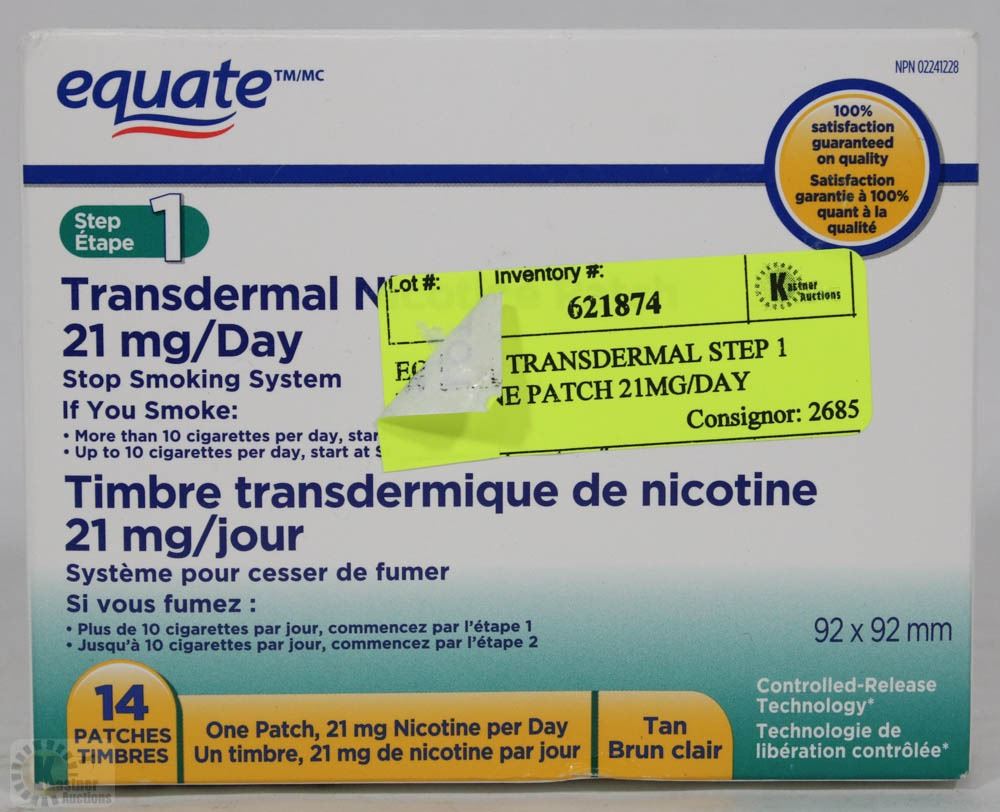 equate TM/MC
NPN 02241228
100%
satisfaction
guaranteed
on quality
Satisfaction
garantie à 100%
quant à la
qualité
Step 1
Étape
Transdermal
21 mg/Day
Stop Smoking System
If You Smoke:
• More than 10 cigarettes per day,
• Up to 10 cigarettes per day, start at
Lot #:
Inventory #:
621874
Kastner
Auctions
TRANSDERMAL STEP 1
PATCH 21MG/DAY
Consignor: 2685
Timbre transdermique de nicotine
21 mg/jour
Système pour cesser de fumer
Si vous fumez :
• Plus de 10 cigarettes par jour, commencez par l'étape 1
• Jusqu'à 10 cigarettes par jour, commencez par l'étape 2
92 x 92 mm
14
PATCHES
TIMBRES
One Patch, 21 mg Nicotine per Day
Un timbre, 21 mg de nicotine par jour
Tan
Brun clair
Controlled-Release
Technology*
Technologie de
libération contrôlée*
Kastner
Auctions